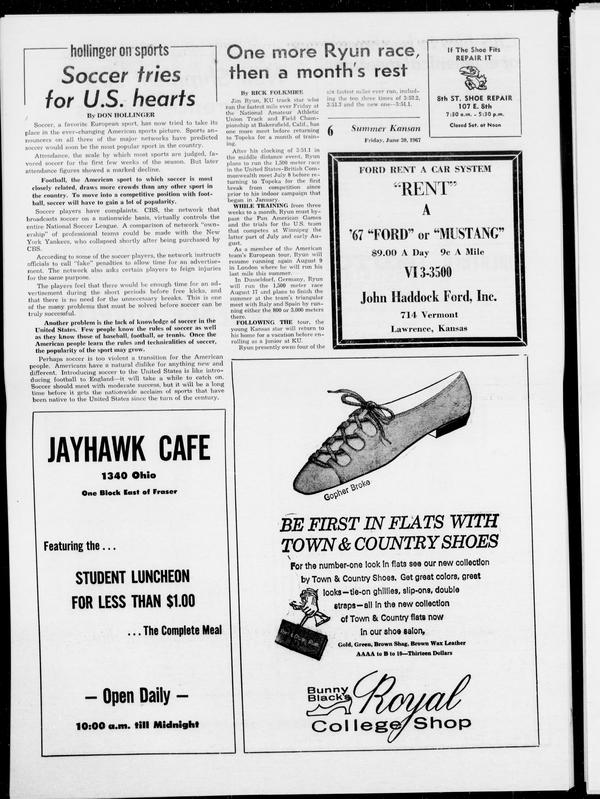 hollinger on sports
Soccer tries
for U.S. hearts
By DON HOLLINGER
Soccer, a favorite European sport, has now tried to take its
place in the ever-changing American sports picture. Sports an-
nouncers on all three of the major networks have predicted
soccer would soon be the most popular sport in the country.
Attendance, the scale by which most sports are judged, fa-
vored soccer for the first few weeks of the season. But later
attendance figures showed a marked decline.
Football, the American sport to which soccer is most
closely related, draws more crowds than any other sport in
the country. To move into a competitive position with foot-
ball, soccer will have to gain a lot of popularity.
Soccer players have complaints. CBS, the network that
broadcasts soccer on a nationwide basis, virtually controls the
entire National Soccer League. A comparison of network "own-
ership" of professional teams could be made with the New
York Yankees, who collapsed shortly after being purchased by
CBS.
According to some of the soccer players, the network instructs
officials to call "fake" penalties to allow time for an advertise-
ment. The network also asks certain players to feign injuries
for the same purpose.
The players feel that there would be enough time for an ad-
vertisement during the short periods before free kicks, and
that there is no need for the unnecessary breaks. This is one
of the many problems that must be solved before soccer can be
truly successful.
Another problem is the lack of knowledge of soccer in the
United States. Few people know the rules of soccer as well
as they know those of baseball, football, or tennis. Once the
American people learn the rules and technicalities of soccer,
the popularity of the sport may grow.
Perhaps soccer is too violent a transition for the American
people. Americans have a natural dislike for anything new and
different. Introducing soccer to the United States is like intro-
ducing football to England—it will take a while to catch on.
Soccer should meet with moderate success, but it will be a long
time before it gets the nationwide acclaim of sports that have
been native to the United States since the turn of the century.
One more Ryun race,
then a month's rest
By RICK FOLKMIRE
Jim Ryun, KU track star who
ran the fastest mile ever Friday at
the National Amateur Athletic
Union Track and Field Cham-
pionship at Bakersfield, Calif., has
one more meet before returning
to Topeka for a month of train-
ing.
After his clocking of 3:51.1 in
the middle distance event, Ryun
plans to run the 1,500 meter race
in the United States-British Com-
monwealth meet July 8 before re-
turning to Topeka for the first
break from competition since
prior to his indoor campaign that
began in January.
WHILE TRAINING from three
weeks to a month, Ryun must by-
pass the Pan American Games
and the trials for the U.S. team
that competes at Winnipeg the
latter part of July and early Au-
gust.
As a member of the American
team's European tour, Ryun will
resume running again August 9
in London where he will run his
last mile this summer.
In Dusseldorf, Germany, Ryun
will run the 1,500 meter race
August 17 and plans to finish the
summer at the team's triangular
meet with Italy and Spain by run-
ning either the 800 or 3,000 meters
there.
FOLLOWING THE tour, the
young Kansas star will return to
his home for a vacation before en-
rolling as a junior at KU.
Ryun presently owns four of the
six fastest miles ever run, includ-
ing the top three times of 3:53.2,
3:51.3 and the new one—3:51.1.
6 Summer Kansan
Friday, June 30, 1967
If The Shoe Fits
REPAIR IT
8th ST. SHOE REPAIR
107 E. 8th
7:30 a.m. - 5:30 p.m.
Closed Sat. at Noon
FORD RENT A CAR SYSTEM
"RENT"
A
'67 "FORD" or "MUSTANG"
$9.00 A Day 9c A Mile
VI 3-3500
John Haddock Ford, Inc.
714 Vermont
Lawrence, Kansas
JAYHAWK CAFE
1340 Ohio
One Block East of Fraser
Featuring the . . .
STUDENT LUNCHEON
FOR LESS THAN $1.00
. . . The Complete Meal
— Open Daily —
10:00 a.m. till Midnight
Gopher Broke
BE FIRST IN FLATS WITH
TOWN & COUNTRY SHOES
For the number-one look in flats see our new collection
by Town & Country Shoes. Get great colors, great
looks—tie-on ghillies, slip-ons, double
straps—all in the new collection
of Town & Country flats now
in our shoe salon,
Gold, Green, Brown Shag, Brown Wax Leather
AAAA to B to 10—Thirteen Dollars
Bunny
Black's
Royal
College Shop